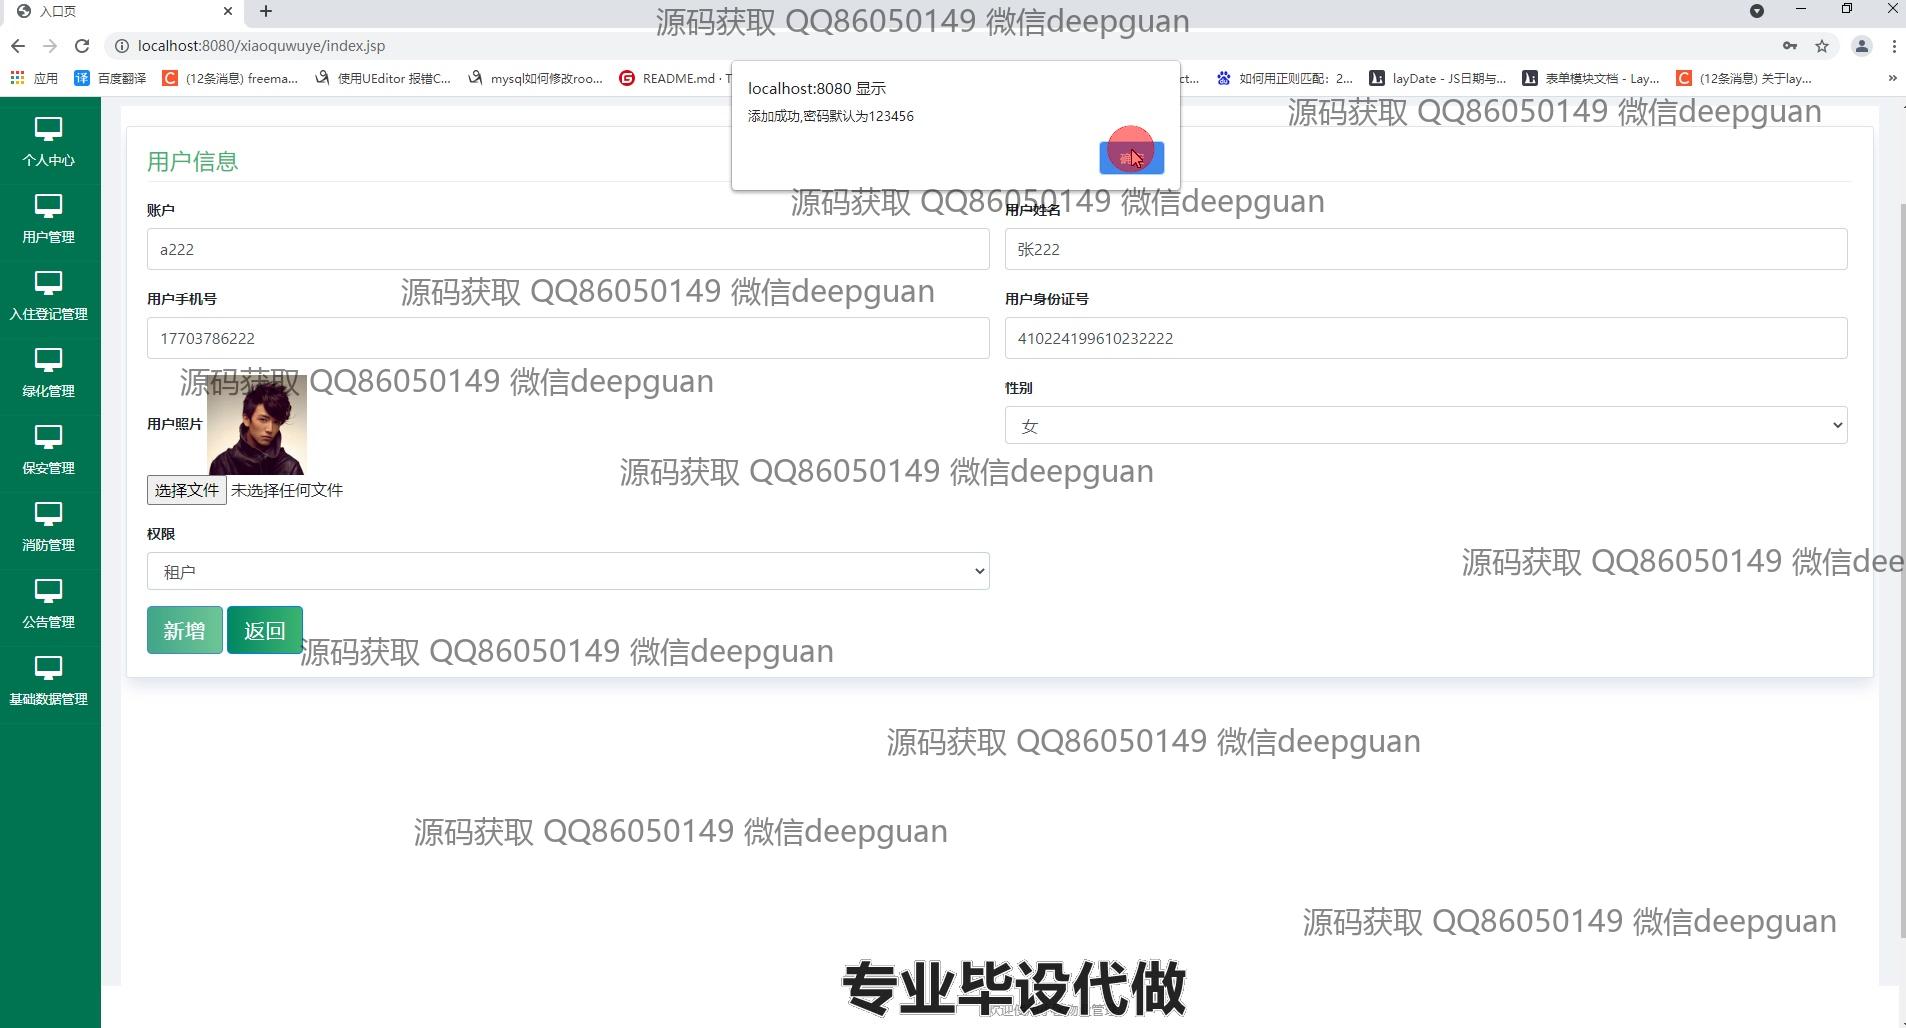 入口页
源码获取 QQ86050149 微信deepguan
localhost:8080/xiaoquwuye/index.jsp
应用
百度翻译
(12条消息) freema...
使用UEditor 报错C...
mysql如何修改roo...
README.md · T
ct...
如何用正则匹配：2...
layDate - JS日期与...
表单模块文档 - Lay...
(12条消息) 关于lay...
localhost:8080 显示
添加成功,密码默认为123456
源码获取 QQ86050149 微信deepguan
个人中心
用户管理
入住登记管理
绿化管理
保安管理
消防管理
公告管理
基础数据管理
用户信息
源码获取 QQ86050149 微信deepguan
账户
用户姓名
a222
张222
源码获取 QQ86050149 微信deepguan
用户手机号
用户身份证号
17703786222
410224199610232222
源码获取 QQ86050149 微信deepguan
用户照片
性别
女
源码获取 QQ86050149 微信deepguan
选择文件 未选择任何文件
权限
租户
源码获取 QQ86050149 微信dee
新增
返回
源码获取 QQ86050149 微信deepguan
源码获取 QQ86050149 微信deepguan
源码获取 QQ86050149 微信deepguan
源码获取 QQ86050149 微信deepguan
专业毕设代做